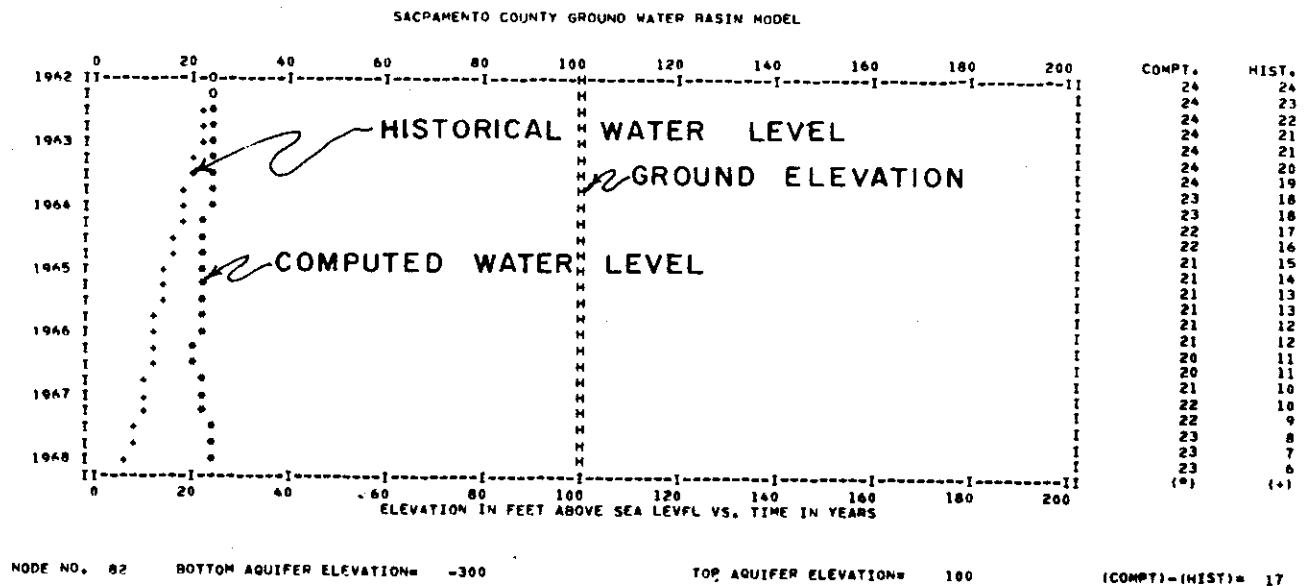 SACPAMENTO COUNTY GROUND WATER RASIN MODEL
0 20 40 60 80 100 120 140 160 180 200 COMPT. HIST.
1962 24 24
24 23
24 22
1963 HISTORICAL WATER LEVEL 24 21
24 21
24 20
GROUND ELEVATION 24 19
1964 23 18
23 18
22 17
22 16
1965 COMPUTED WATER LEVEL 21 15
21 14
21 13
21 13
1966 21 12
21 12
20 11
20 11
1967 21 10
22 10
22 9
23 8
1968 23 7
23 6
0 20 40 60 80 100 120 140 160 180 200 (*) (+)
ELEVATION IN FEET ABOVE SEA LEVFL VS. TIME IN YEARS
NODE NO. 82 BOTTOM AQUIFER ELEVATION= -300 TOP AQUIFER ELEVATION= 100 (COMPT)-(HIST)= 17